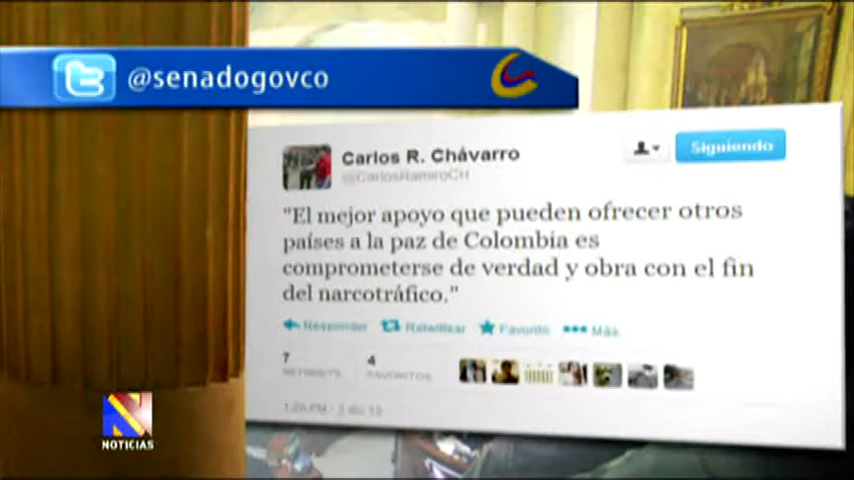 @senadogovco
Carlos R. Chávarro
@CarlosRamiroCH
Siguiendo
"El mejor apoyo que pueden ofrecer otros
países a la paz de Colombia es
comprometerse de verdad y obra con el fin
del narcotráfico."
Responder Retwittear Favorito Más
7
RETWEETS
4
FAVORITOS
NOTICIAS